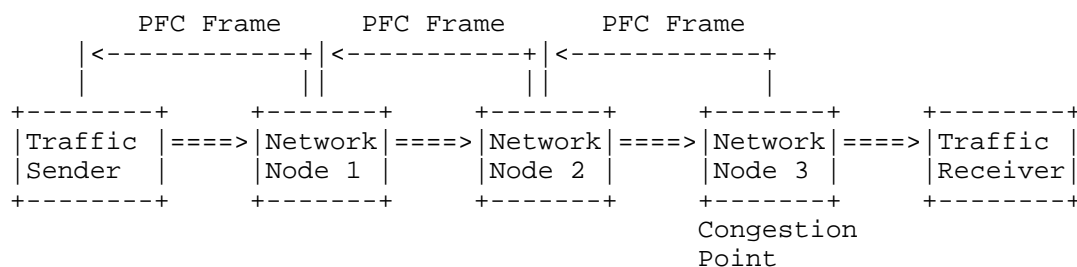 PFC Frame PFC Frame PFC Frame
|<------------+|<-----------+|<------------+
| || || |
+--------+ +-------+ +-------+ +-------+ +--------+
|Traffic |====>|Network|====>|Network|====>|Network|====>|Traffic |
|Sender | |Node 1 | |Node 2 | |Node 3 | |Receiver|
+--------+ +-------+ +-------+ +-------+ +--------+
Congestion
Point